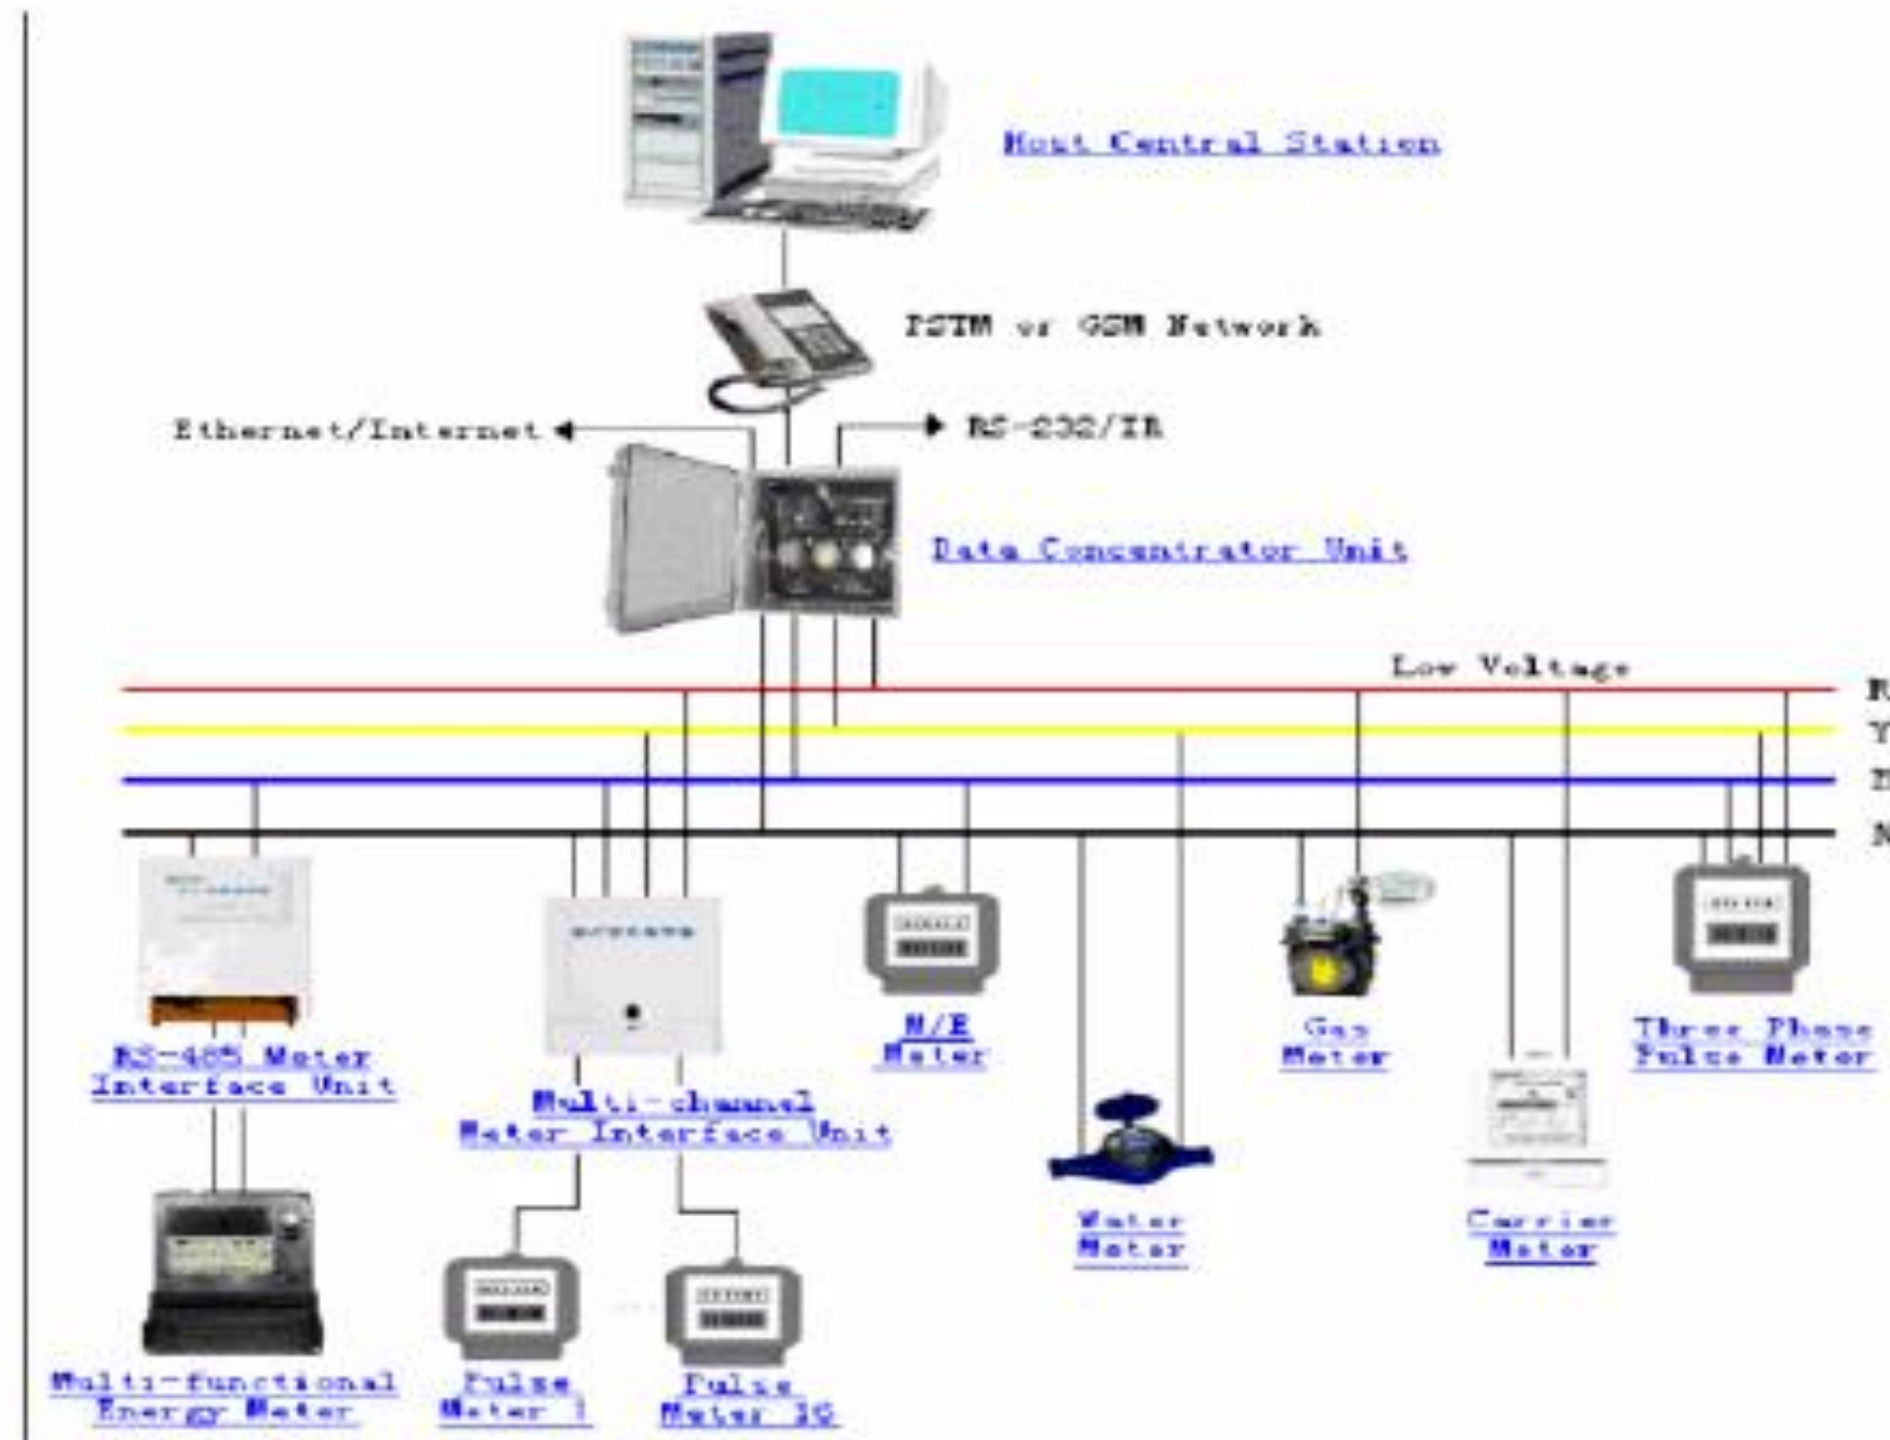 Host Central Station
PSTM or GSM Network
Ethernet/Internet
RS-232/IR
Data Concentrator Unit
Low Voltage
R
Y
N
RS-485 Meter
Interface Unit
Multi-channel
Meter Interface Unit
M/E
Meter
Gas
Meter
Three Phase
Pulse Meter
Water
Meter
Carrier
Meter
Multi-functional
Energy Meter
Pulse
Meter 1
Pulse
Meter 16